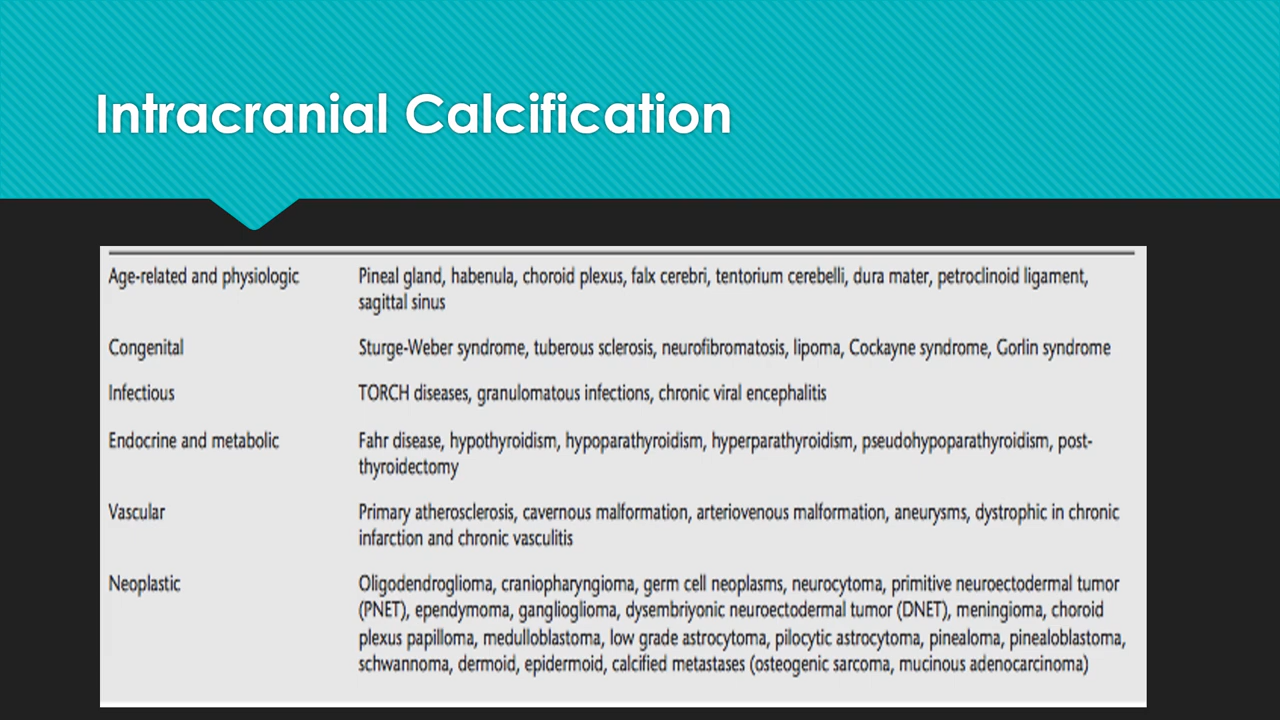 Intracranial Calcification
Age-related and physiologic Pineal gland, habenula, choroid plexus, falx cerebri, tentorium cerebelli, dura mater, petroclinoid ligament,
sagittal sinus
Congenital Sturge-Weber syndrome, tuberous sclerosis, neurofibromatosis, lipoma, Cockayne syndrome, Gorlin syndrome
Infectious TORCH diseases, granulomatous infections, chronic viral encephalitis
Endocrine and metabolic Fahr disease, hypothyroidism, hypoparathyroidism, hyperparathyroidism, pseudohypoparathyroidism, post-
thyroidectomy
Vascular Primary atherosclerosis, cavernous malformation, arteriovenous malformation, aneurysms, dystrophic in chronic
infarction and chronic vasculitis
Neoplastic Oligodendroglioma, craniopharyngioma, germ cell neoplasms, neurocytoma, primitive neuroectodermal tumor
(PNET), ependymoma, ganglioglioma, dysembriyonic neuroectodermal tumor (DNET), meningioma, choroid
plexus papilloma, medulloblastoma, low grade astrocytoma, pilocytic astrocytoma, pinealoma, pinealoblastoma,
schwannoma, dermoid, epidermoid, calcified metastases (osteogenic sarcoma, mucinous adenocarcinoma)